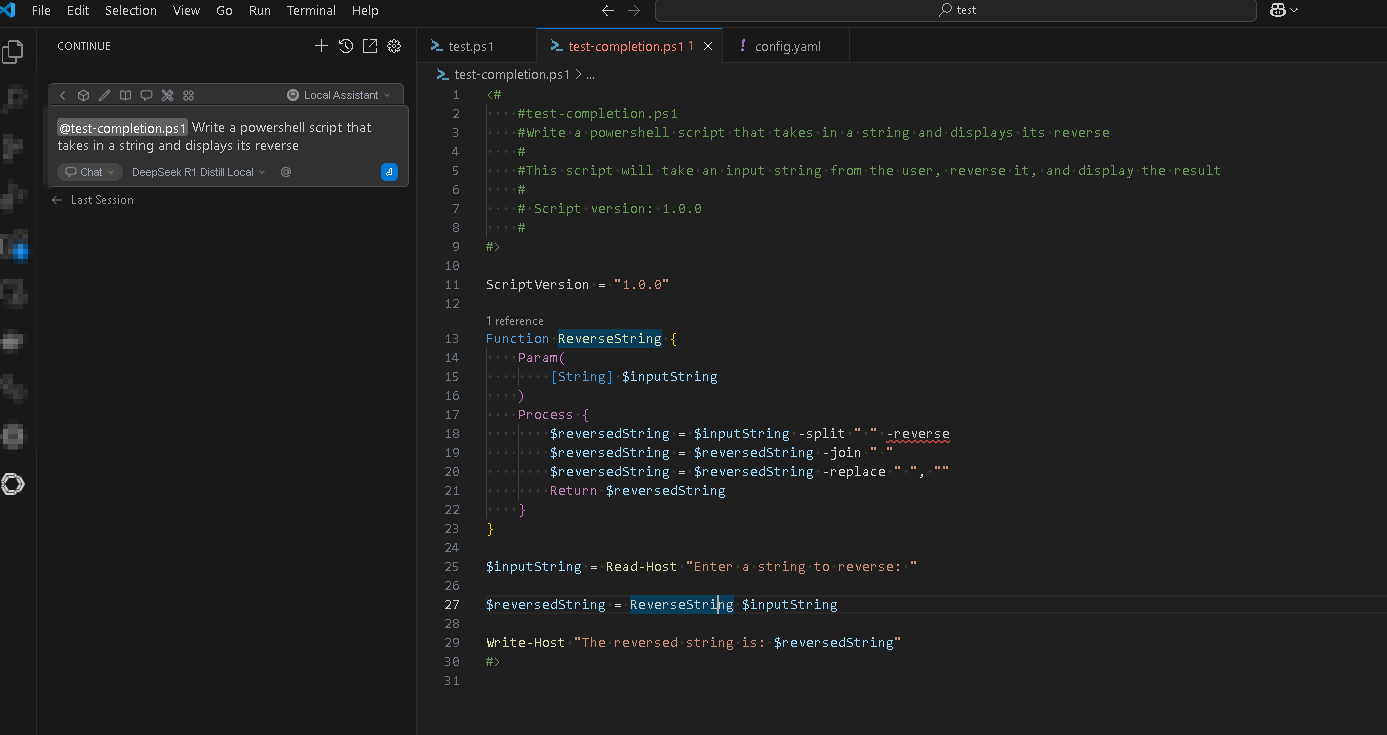 File Edit Selection View Go Run Terminal Help
test
CONTINUE
Local Assistant
@test-completion.ps1 Write a powershell script that
takes in a string and displays its reverse
Chat DeepSeek R1 Distill Local @
Last Session
test.ps1
test-completion.ps1 1
! config.yaml
test-completion.ps1 > ...
1 <#
2 #test-completion.ps1
3 #Write a powershell script that takes in a string and displays its reverse
4 #
5 #This script will take an input string from the user, reverse it, and display the result
6 #
7 # Script version: 1.0.0
8 #
9 #>
10
11 ScriptVersion = "1.0.0"
12
1 reference
13 Function ReverseString {
14 Param(
15 [String] $inputString
16 )
17 Process {
18 $reversedString = $inputString -split " " -reverse
19 $reversedString = $reversedString -join " "
20 $reversedString = $reversedString -replace " ", ""
21 Return $reversedString
22 }
23 }
24
25 $inputString = Read-Host "Enter a string to reverse: "
26
27 $reversedString = ReverseString $inputString
28
29 Write-Host "The reversed string is: $reversedString"
30 #>
31